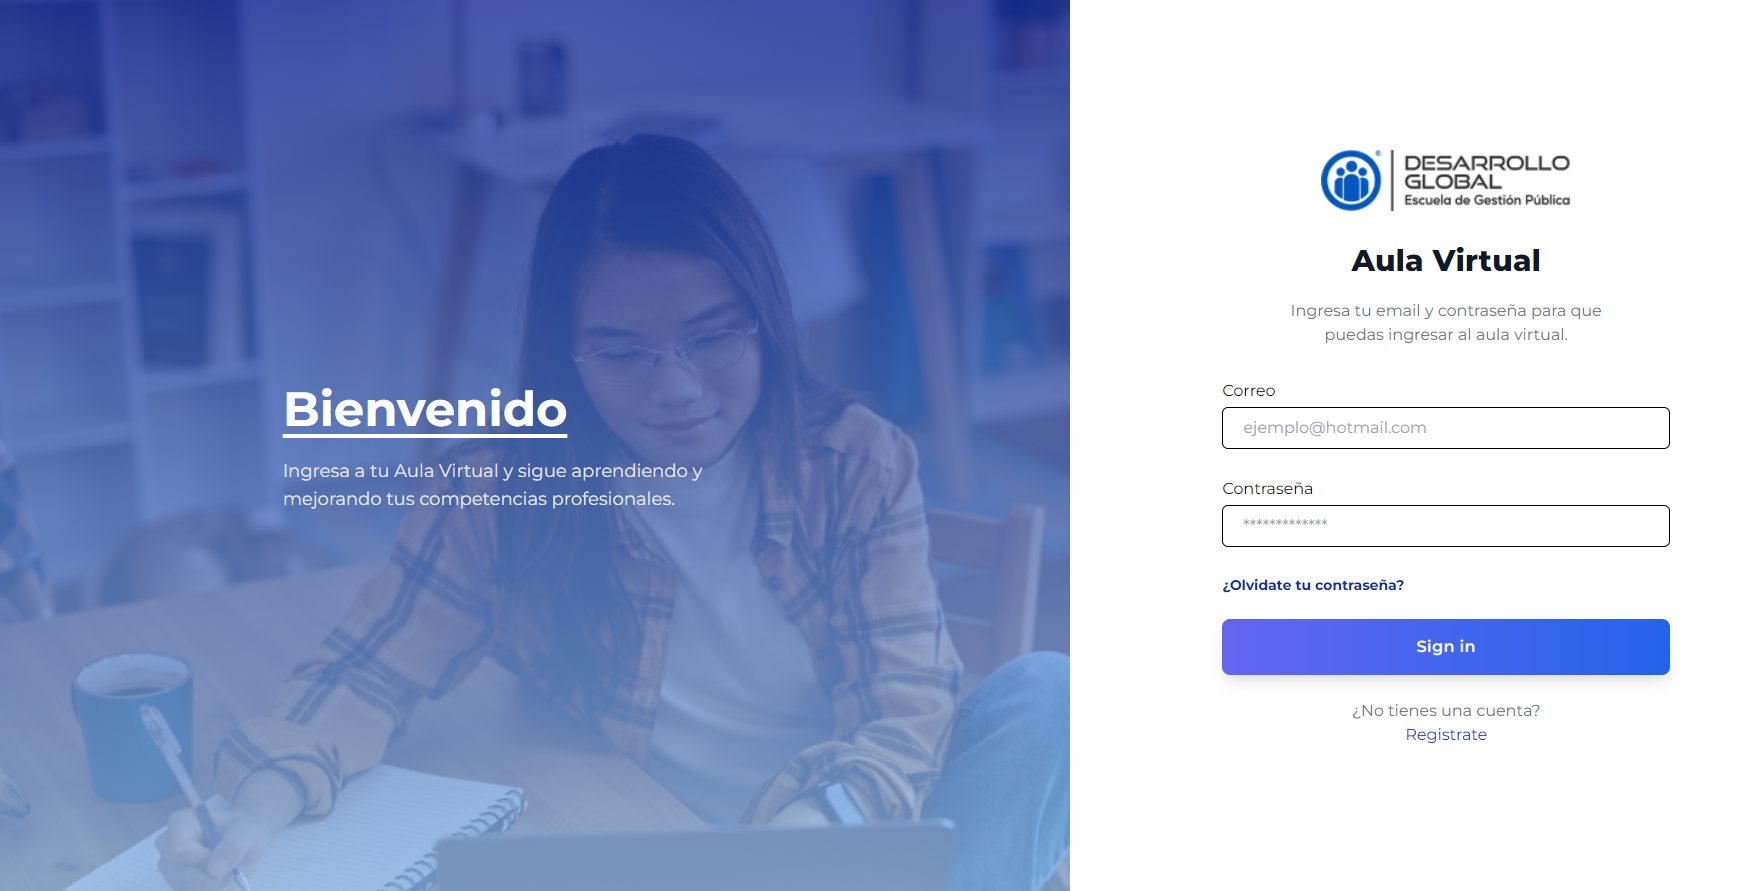 Bienvenido
Ingresa a tu Aula Virtual y sigue aprendiendo y
mejorando tus competencias profesionales.
DESARROLLO
GLOBAL
Escuela de Gestión Pública
Aula Virtual
Ingresa tu email y contraseña para que
puedas ingresar al aula virtual.
Correo
ejemplo@hotmail.com
Contraseña
*************
¿Olvidate tu contraseña?
Sign in
¿No tienes una cuenta?
Registrate